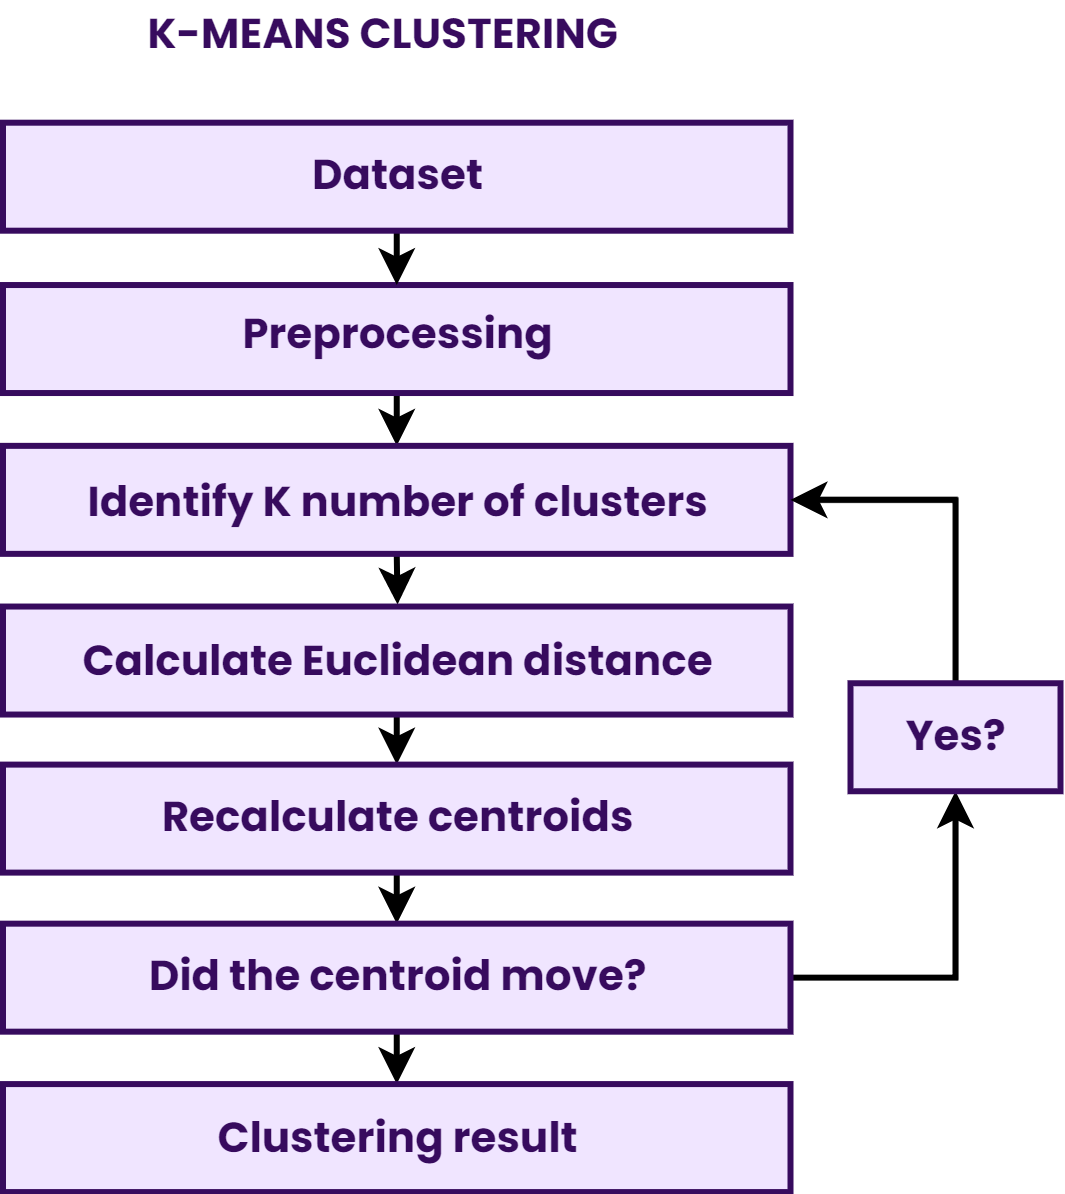 K-MEANS CLUSTERING
Dataset
Preprocessing
Identify K number of clusters
Calculate Euclidean distance
Yes?
Recalculate centroids
Did the centroid move?
Clustering result